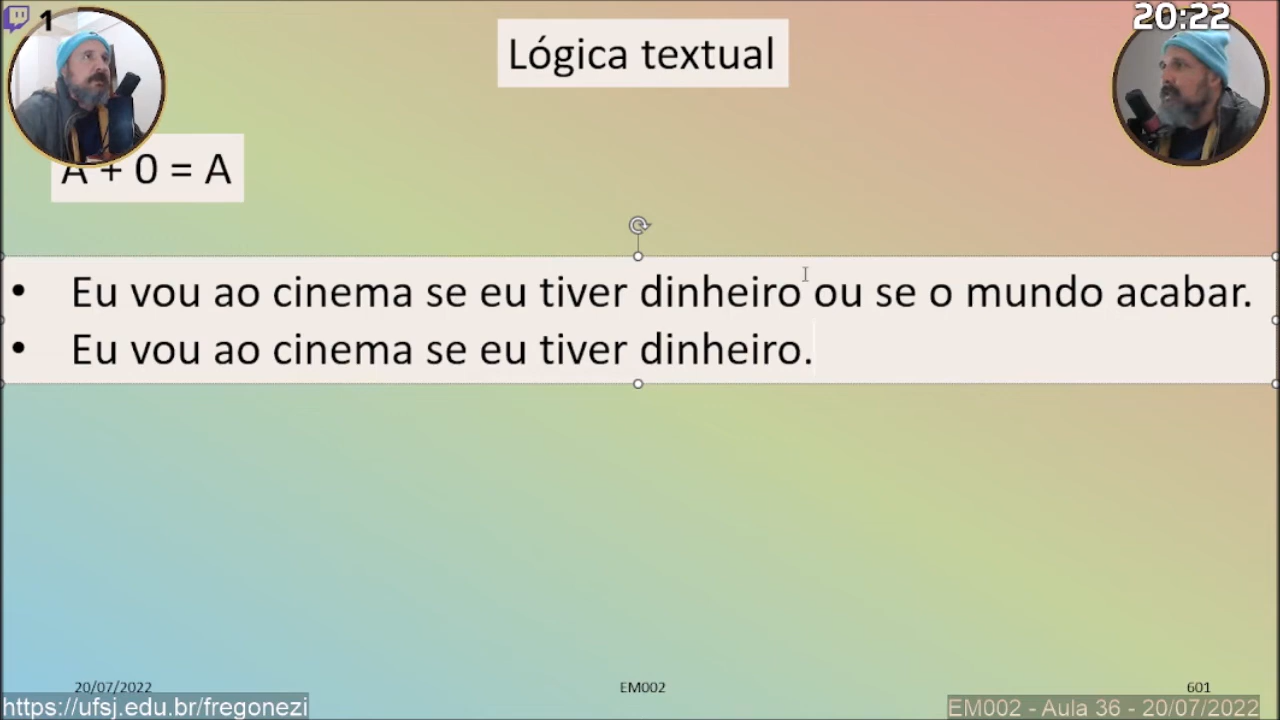 1
20:22
Lógica textual
A + 0 = A
• Eu vou ao cinema se eu tiver dinheiro ou se o mundo acabar.
• Eu vou ao cinema se eu tiver dinheiro.
20/07/2022
EM002
601
https://ufsj.edu.br/fregonezi
EM002 - Aula 36 - 20/07/2022